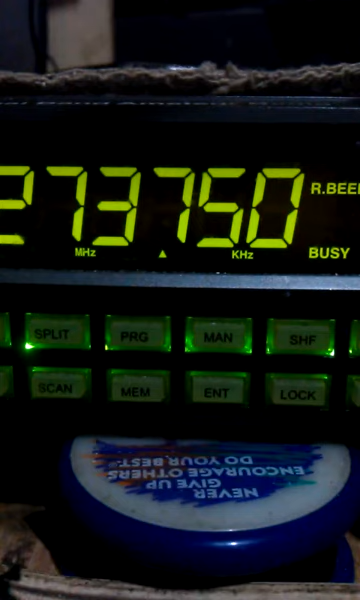 273750
R.BEE
MHz ▲ KHz BUSY
SPLIT PRG MAN SHF
SCAN MEM ENT LOCK
NEVER
GIVE UP
ENCOURAGE OTHERS
DO YOUR BEST.